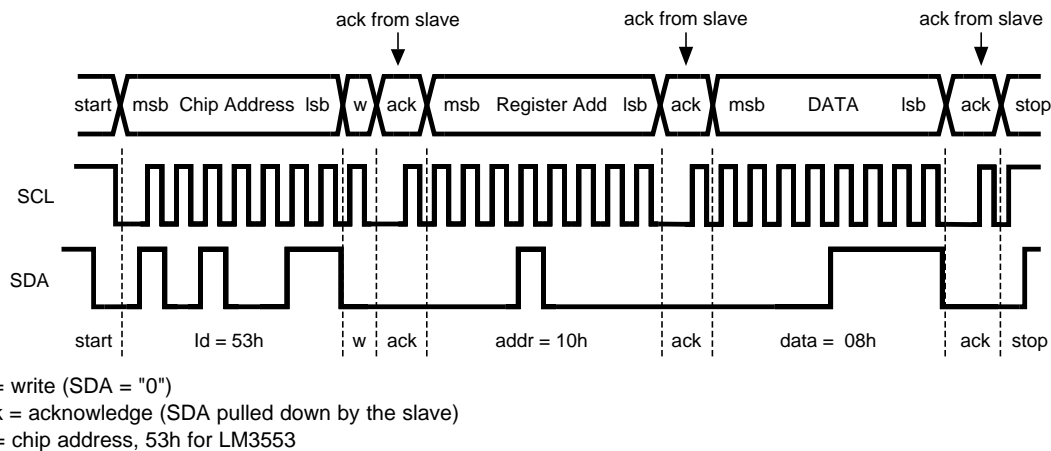 ack from slave ack from slave ack from slave
start msb Chip Address lsb w ack msb Register Add lsb ack msb DATA lsb ack stop
SCL
SDA
start Id = 53h w ack addr = 10h ack data = 08h ack stop
= write (SDA = "0")
k = acknowledge (SDA pulled down by the slave)
= chip address, 53h for LM3553